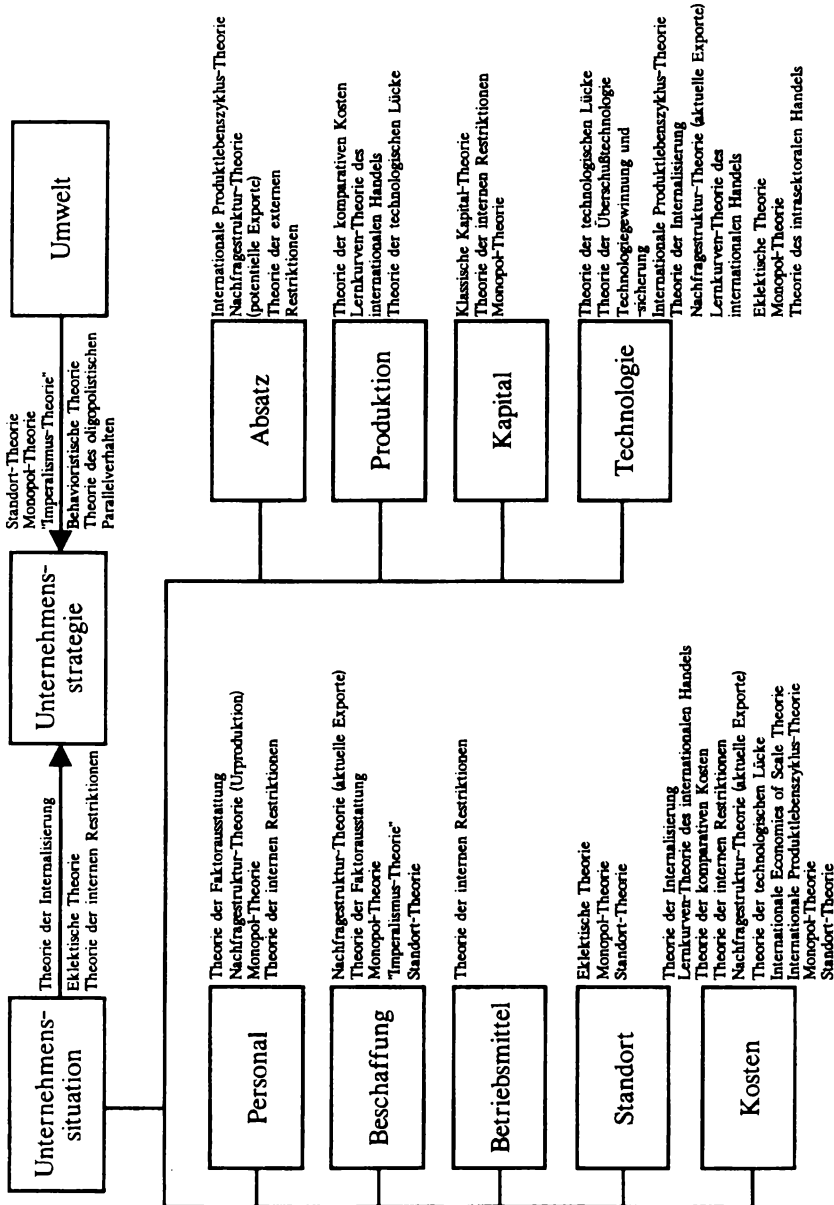 Unternehmens-
situation
Theorie der Internalisierung
Eklektische Theorie
Theorie der internen Restriktionen
Unternehmens-
strategie
Standort-Theorie
Monopol-Theorie
"Imperalismus-Theorie"
Behavioristische Theorie
Theorie des oligopolistischen
Parallelverhalten
Umwelt
Personal
Theorie der Faktorausstattung
Nachfragestruktur-Theorie (Urproduktion)
Monopol-Theorie
Theorie der internen Restriktionen
Beschaffung
Nachfragestruktur-Theorie (aktuelle Exporte)
Theorie der Faktorausstattung
Monopol-Theorie
"Imperalismus-Theorie"
Standort-Theorie
Betriebsmittel
Theorie der internen Restriktionen
Standort
Eklektische Theorie
Monopol-Theorie
Standort-Theorie
Kosten
Theorie der Internalisierung
Lernkurven-Theorie des internationalen Handels
Theorie der komparativen Kosten
Theorie der internen Restriktionen
Nachfragestruktur-Theorie (aktuelle Exporte)
Theorie der technologischen Lücke
Internationale Economies of Scale Theorie
Internationale Produktlebenszyklus-Theorie
Monopol-Theorie
Standort-Theorie
Absatz
Internationale Produktlebenszyklus-Theorie
Nachfragestruktur-Theorie
(potentielle Exporte)
Theorie der externen
Restriktionen
Produktion
Theorie der komparativen Kosten
Lernkurven-Theorie des
internationalen Handels
Theorie der technologischen Lücke
Kapital
Klassische Kapital-Theorie
Theorie der internen Restriktionen
Monopol-Theorie
Technologie
Theorie der technologischen Lücke
Theorie der Überschußtechnologie
Technologiegewinnung und
-sicherung
Internationale Produktlebenszyklus-Theorie
Theorie der Internalisierung
Nachfragestruktur-Theorie (aktuelle Exporte)
Lernkurven-Theorie des
internationalen Handels
Eklektische Theorie
Monopol-Theorie
Theorie des intrasektoralen Handels